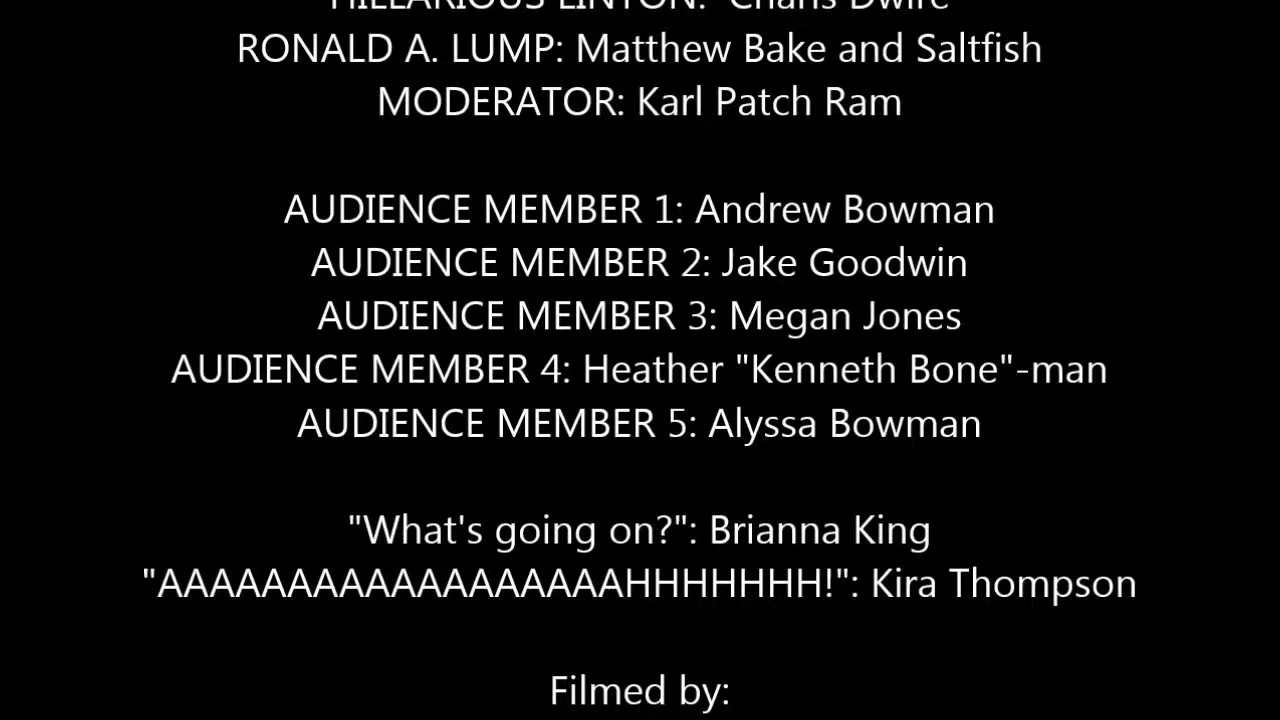 HILLARIOUS LINTON: Charis Dwire
RONALD A. LUMP: Matthew Bake and Saltfish
MODERATOR: Karl Patch Ram
AUDIENCE MEMBER 1: Andrew Bowman
AUDIENCE MEMBER 2: Jake Goodwin
AUDIENCE MEMBER 3: Megan Jones
AUDIENCE MEMBER 4: Heather "Kenneth Bone"-man
AUDIENCE MEMBER 5: Alyssa Bowman
"What's going on?": Brianna King
"AAAAAAAAAAAAAAAAAAHHHHHHH!": Kira Thompson
Filmed by: